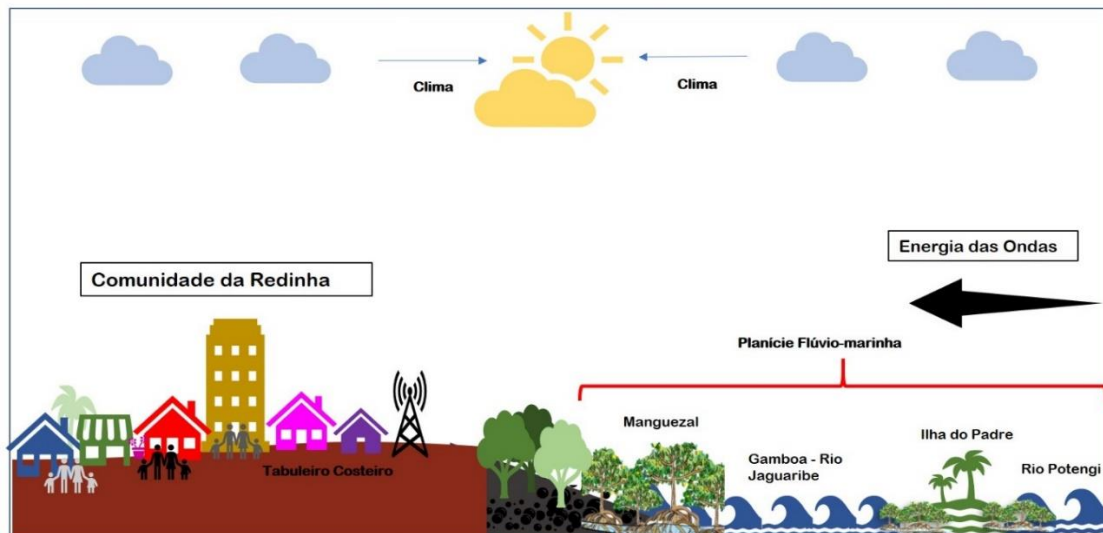 Clima
Clima
Energia das Ondas
Comunidade da Redinha
Planície Flúvio-marinha
Manguezal
Ilha do Padre
Gamboa - Rio
Jaguaribe
Rio Potengi
Tabuleiro Costeiro